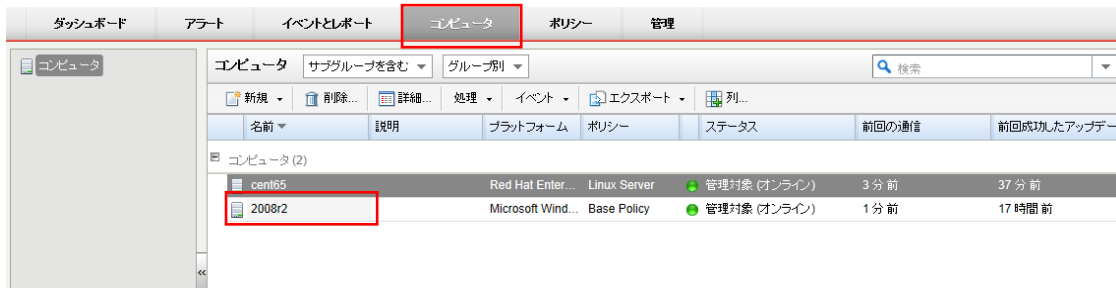 ダッシュボード アラート イベントとレポート コンピュータ ポリシー 管理
コンピュータ
コンピュータ サブグループを含む グループ別 検索
新規 削除... 詳細... 処理 イベント エクスポート 列...
名前 説明 プラットフォーム ポリシー ステータス 前回の通信 前回成功したアップデー
コンピュータ (2)
cent65 Red Hat Enter... Linux Server 管理対象 (オンライン) 3分前 37分前
2008r2 Microsoft Wind... Base Policy 管理対象 (オンライン) 1分前 17時間前